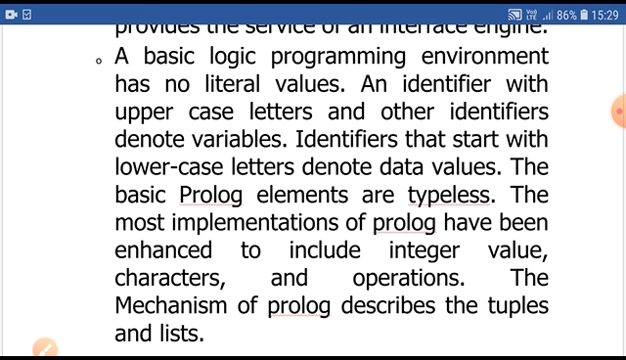 86% 15:29
provides the service of an interface engine.
A basic logic programming environment
has no literal values. An identifier with
upper case letters and other identifiers
denote variables. Identifiers that start with
lower-case letters denote data values. The
basic Prolog elements are typeless. The
most implementations of prolog have been
enhanced to include integer value,
characters, and operations. The
Mechanism of prolog describes the tuples
and lists.